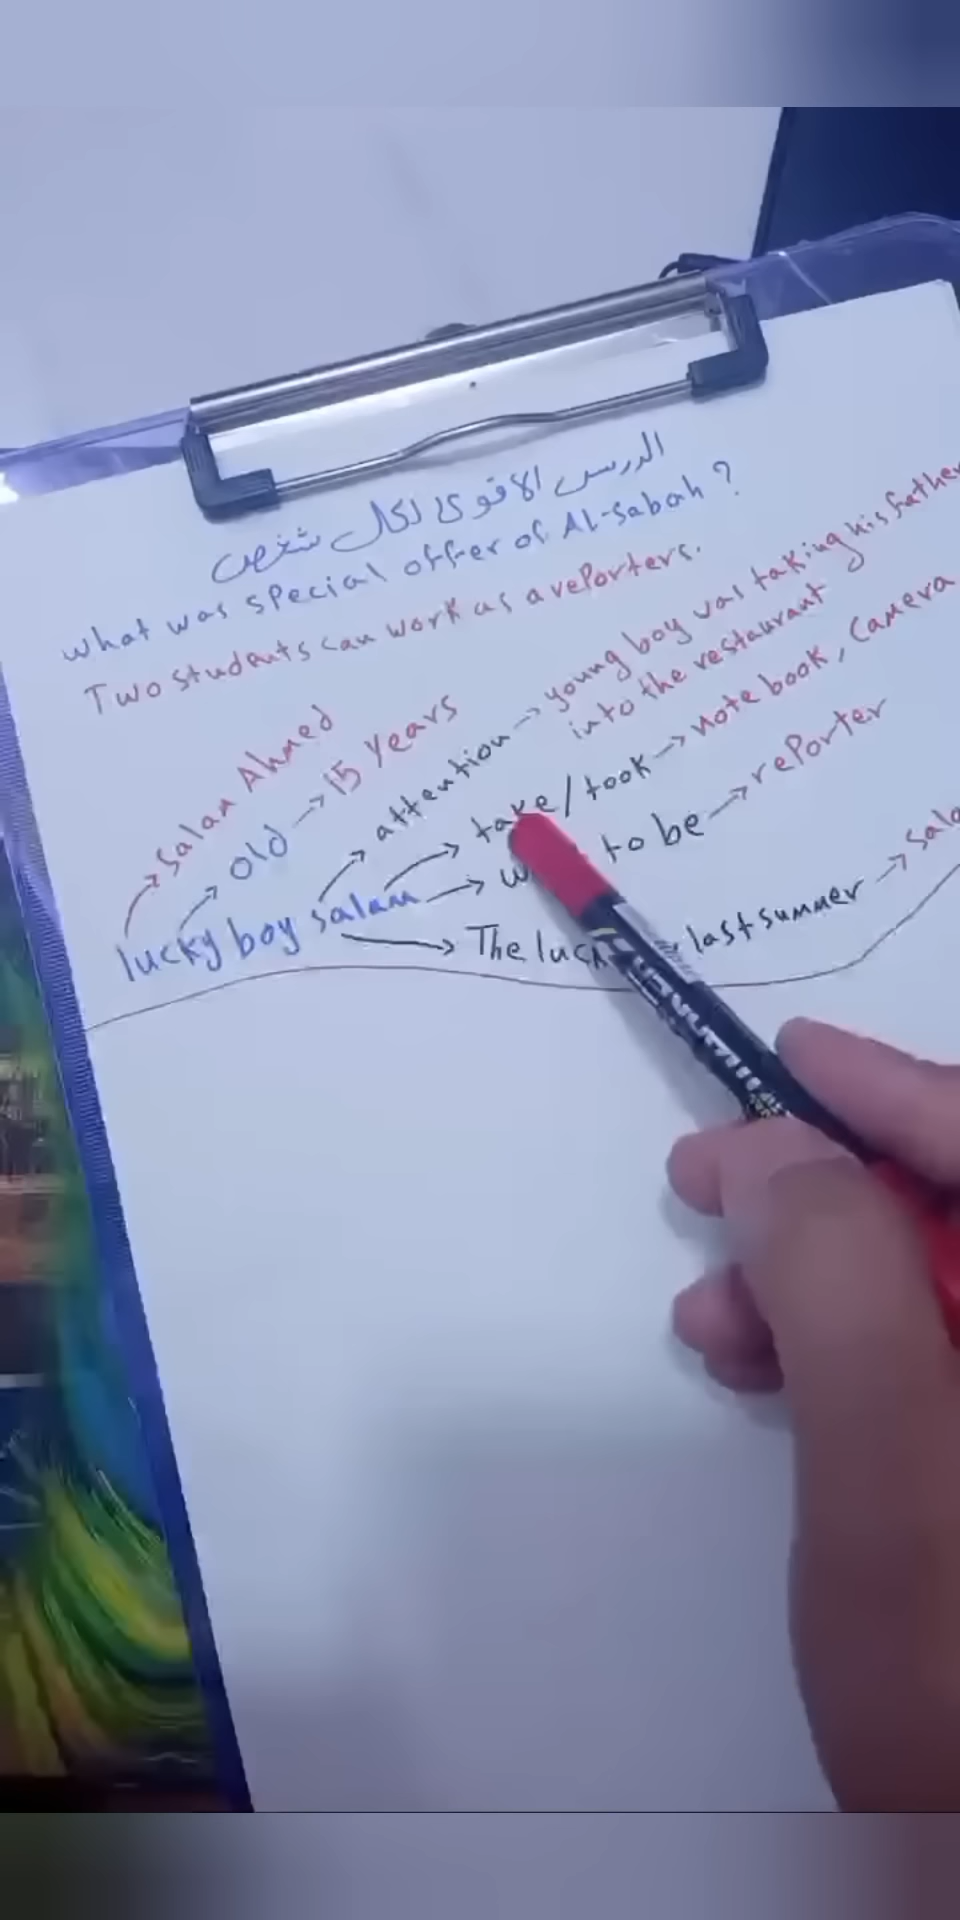 الدرس الاقوى لكل شخص
what was special offer of Al-Sabah ?
Two students can work as a reporters.
salam Ahmed
old → 15 years
attention → young boy was taking his father
into the restaurant
take / took → note book, Camera
to be → reporter
lucky boy salam
The luck last summer →